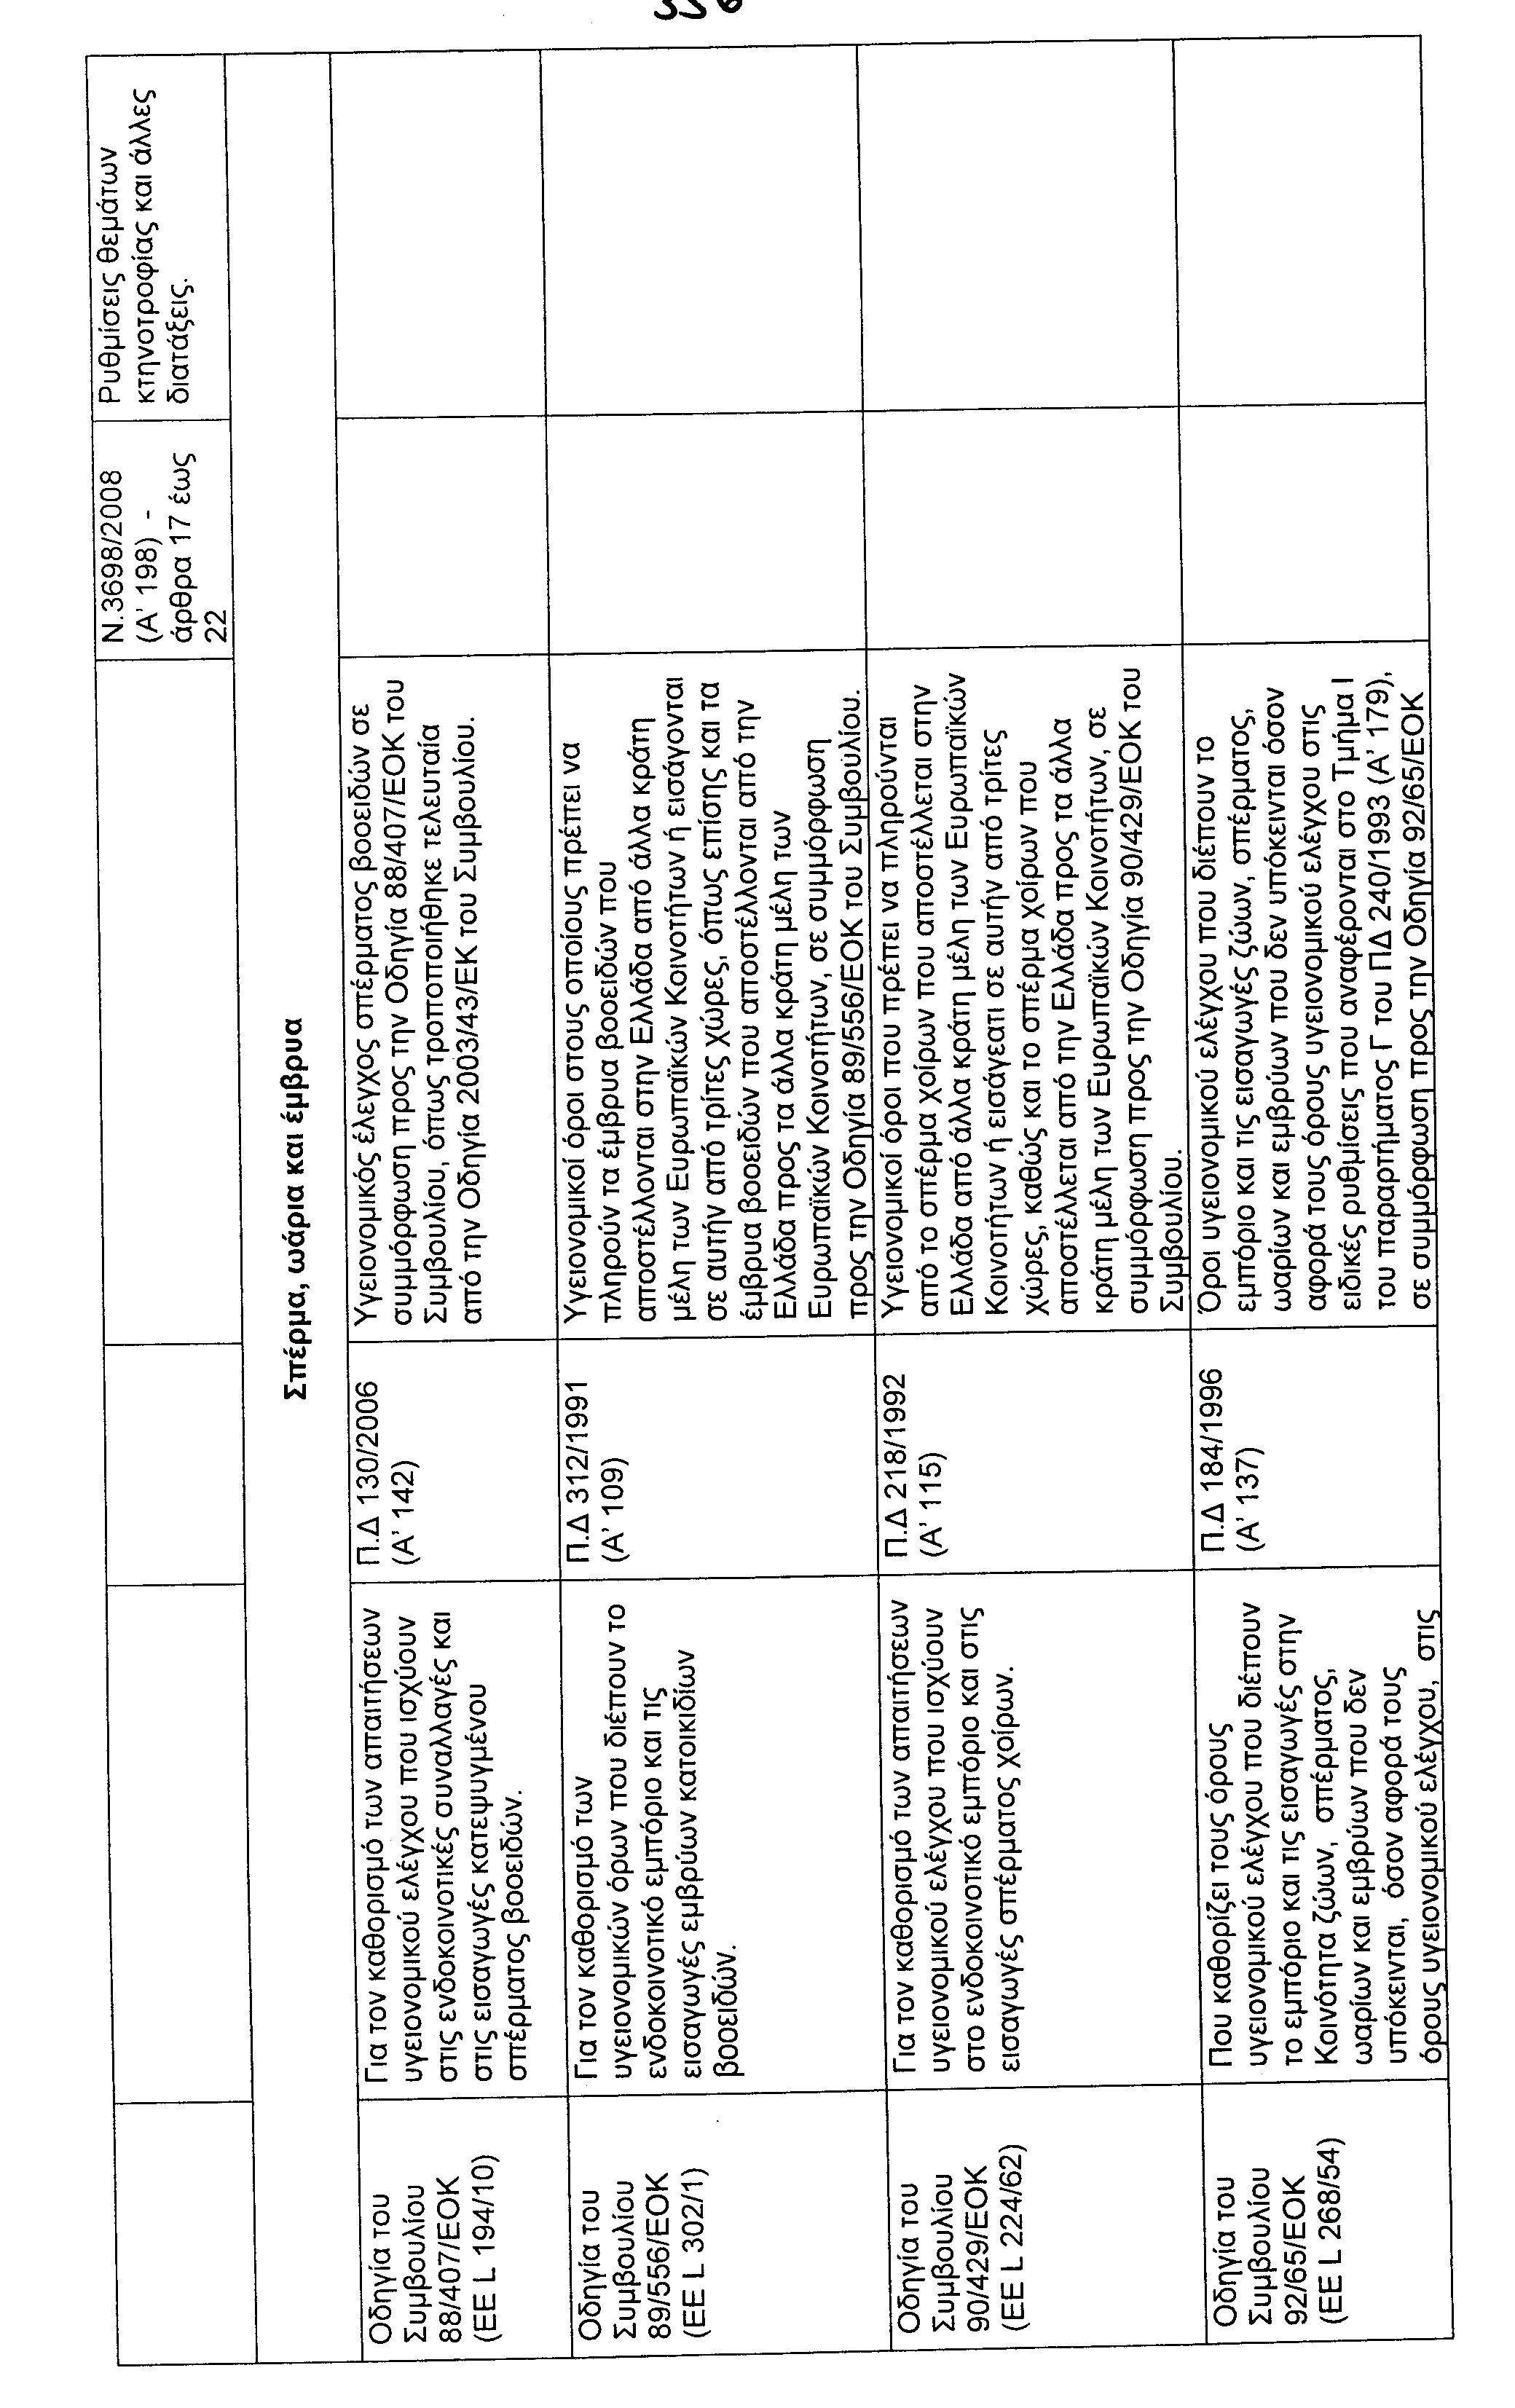 Ν.3698/2008
(Α' 198) -
άρθρα 17 έως
22
Ρυθμίσεις θεμάτων
κτηνοτροφίας και άλλες
διατάξεις.
Σπέρμα, ωάρια και έμβρυα
Οδηγία του
Συμβουλίου
88/407/ΕΟΚ
(ΕΕ L 194/10)
Για τον καθορισμό των απαιτήσεων
υγειονομικού ελέγχου που ισχύουν
στις ενδοκοινοτικές συναλλαγές και
στις εισαγωγές κατεψυγμένου
σπέρματος βοοειδών.
Π.Δ 130/2006
(Α' 142)
Υγειονομικός έλεγχος σπέρματος βοοειδών σε
συμμόρφωση προς την Οδηγία 88/407/ΕΟΚ του
Συμβουλίου, όπως τροποποιήθηκε τελευταία
από την Οδηγία 2003/43/ΕΚ του Συμβουλίου.
Οδηγία του
Συμβουλίου
89/556/ΕΟΚ
(ΕΕ L 302/1)
Για τον καθορισμό των
υγειονομικών όρων που διέπουν το
ενδοκοινοτικό εμπόριο και τις
εισαγωγές εμβρύων κατοικιδίων
βοοειδών.
Π.Δ 312/1991
(Α' 109)
Υγειονομικοί όροι στους οποίους πρέπει να
πληρούν τα έμβρυα βοοειδών που
αποστέλλονται στην Ελλάδα από άλλα κράτη
μέλη των Ευρωπαϊκών Κοινοτήτων ή εισάγονται
σε αυτήν από τρίτες χώρες, όπως επίσης και τα
έμβρυα βοοειδών που αποστέλλονται από την
Ελλάδα προς τα άλλα κράτη μέλη των
Ευρωπαϊκών Κοινοτήτων, σε συμμόρφωση
προς την Οδηγία 89/556/ΕΟΚ του Συμβουλίου.
Οδηγία του
Συμβουλίου
90/429/ΕΟΚ
(ΕΕ L 224/62)
Για τον καθορισμό των απαιτήσεων
υγειονομικού ελέγχου που ισχύουν
στο ενδοκοινοτικό εμπόριο και στις
εισαγωγές σπέρματος χοίρων.
Π.Δ 218/1992
(Α' 115)
Υγειονομικοί όροι που πρέπει να πληρούνται
από το σπέρμα χοίρων που αποστέλλεται στην
Ελλάδα από άλλα κράτη μέλη των Ευρωπαϊκών
Κοινοτήτων ή εισάγεατι σε αυτήν από τρίτες
χώρες, καθώς και το σπέρμα χοίρων που
αποστέλλεται από την Ελλάδα προς τα άλλα
κράτη μέλη των Ευρωπαϊκών Κοινοτήτων, σε
συμμόρφωση προς την Οδηγία 90/429/ΕΟΚ του
Συμβουλίου.
Οδηγία του
Συμβουλίου
92/65/ΕΟΚ
(ΕΕ L 268/54)
Που καθορίζει τους όρους
υγειονομικού ελέγχου που διέπουν
το εμπόριο και τις εισαγωγές στην
Κοινότητα ζώων, σπέρματος,
ωαρίων και εμβρύων που δεν
υπόκεινται, όσον αφορά τους
όρους υγειονομικού ελέγχου, στις
Π.Δ 184/1996
(Α' 137)
Όροι υγειονομικού ελέγχου που διέπουν το
εμπόριο και τις εισαγωγές ζώων, σπέρματος,
ωαρίων και εμβρύων που δεν υπόκεινται όσον
αφορά τους όρους υγειονομικού ελέγχου στις
ειδικές ρυθμίσεις που αναφέρονται στο Τμήμα Ι
του παραρτήματος Γ του ΠΔ 240/1993 (Α' 179),
σε συμμόρφωση προς την Οδηγία 92/65/ΕΟΚ